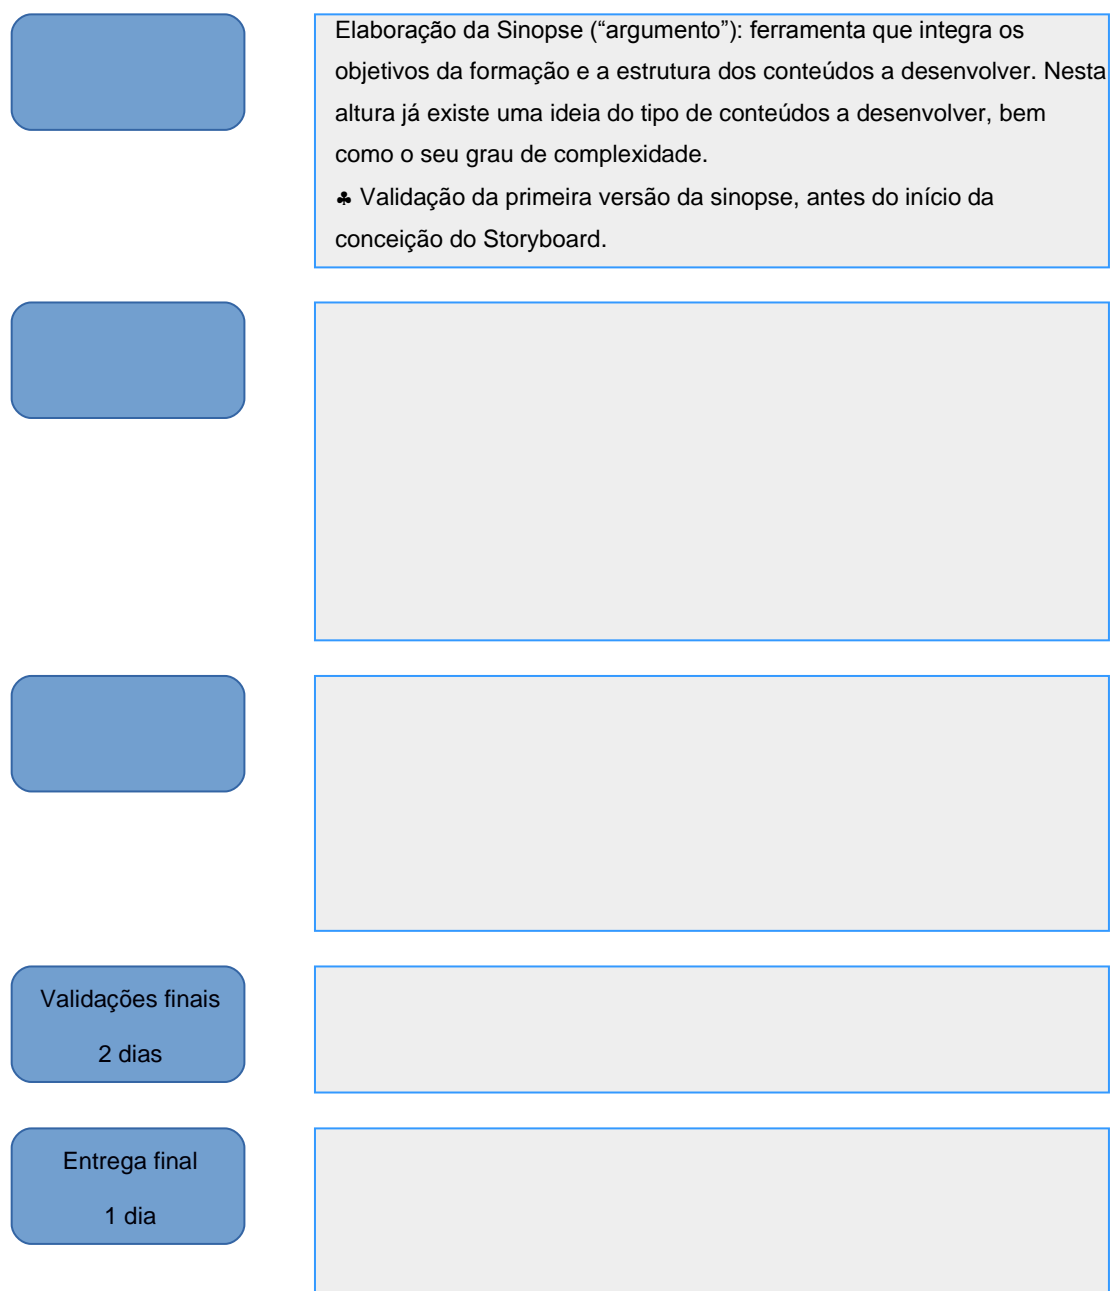 Elaboração da Sinopse (“argumento”): ferramenta que integra os
objetivos da formação e a estrutura dos conteúdos a desenvolver. Nesta
altura já existe uma ideia do tipo de conteúdos a desenvolver, bem
como o seu grau de complexidade.
♣ Validação da primeira versão da sinopse, antes do início da
conceição do Storyboard.
Validações finais
2 dias
Entrega final
1 dia